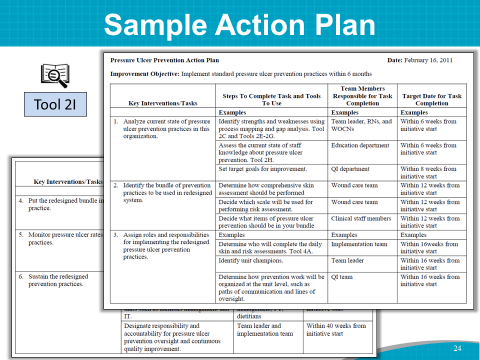 Sample Action Plan
Tool 2I
Pressure Ulcer Prevention Action Plan
Date: February 16, 2011
Improvement Objective: Implement standard pressure ulcer prevention practices within 6 months
Key Interventions/Tasks
Steps To Complete Task and Tools
To Use
Team Members
Responsible for Task
Completion
Target Date for Task
Completion
Examples
Examples
Examples
1. Analyze current state of pressure
ulcer prevention practices in this
organization.
Identify strengths and weaknesses using
process mapping and gap analysis. Tool
2C and Tools 2E-2G.
Team leader, RNs, and
WOCNs
Within 6 weeks from
initiative start
Assess the current state of staff
knowledge about pressure ulcer
prevention. Tool 2H.
Education department
Within 6 weeks from
initiative start
Set target goals for improvement.
QI department
Within 8 weeks from
initiative start
2. Identify the bundle of prevention
practices to be used in redesigned
system.
Determine how comprehensive skin
assessment should be performed
Wound care team
Within 12 weeks from
initiative start
Decide which scale will be used for
performing risk assessment.
Wound care team
Within 12 weeks from
initiative start
Decide what items of pressure ulcer
prevention should be in your bundle
Clinical staff members
Within 12 weeks from
initiative start
3. Assign roles and responsibilities
for implementing the redesigned
pressure ulcer prevention
practices.
Examples
Examples
Examples
Determine who will complete the daily
skin and risk assessments. Tool 4A.
Implementation team
Within 16weeks from
initiative start
Identify unit champions.
Team leader
Within 16 weeks from
initiative start
Determine how prevention work will be
organized at the unit level, such as
paths of communication and lines of
oversight.
QI team
Within 16 weeks from
initiative start
Key Interventions/Tasks
4. Put the redesigned bundle in
practice.
5. Monitor pressure ulcer rates
practices.
6. Sustain the redesigned
prevention practices.
IT.
dietitians
Designate responsibility and
accountability for pressure ulcer
prevention oversight and continuous
quality improvement.
Team leader and
implementation team
Within 40 weeks from
initiative start
24